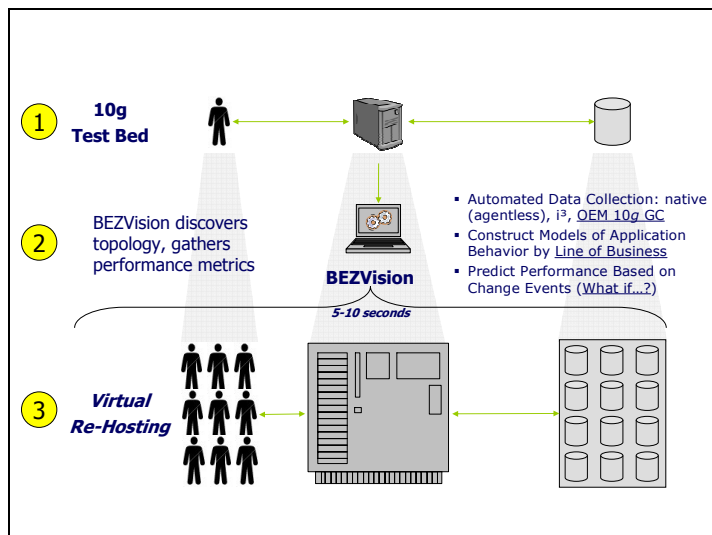 1
10g
Test Bed
2
BEZVision discovers
topology, gathers
performance metrics
BEZVision
▪ Automated Data Collection: native
(agentless), i³, OEM 10g GC
▪ Construct Models of Application
Behavior by Line of Business
▪ Predict Performance Based on
Change Events (What if…?)
5-10 seconds
3
Virtual
Re-Hosting